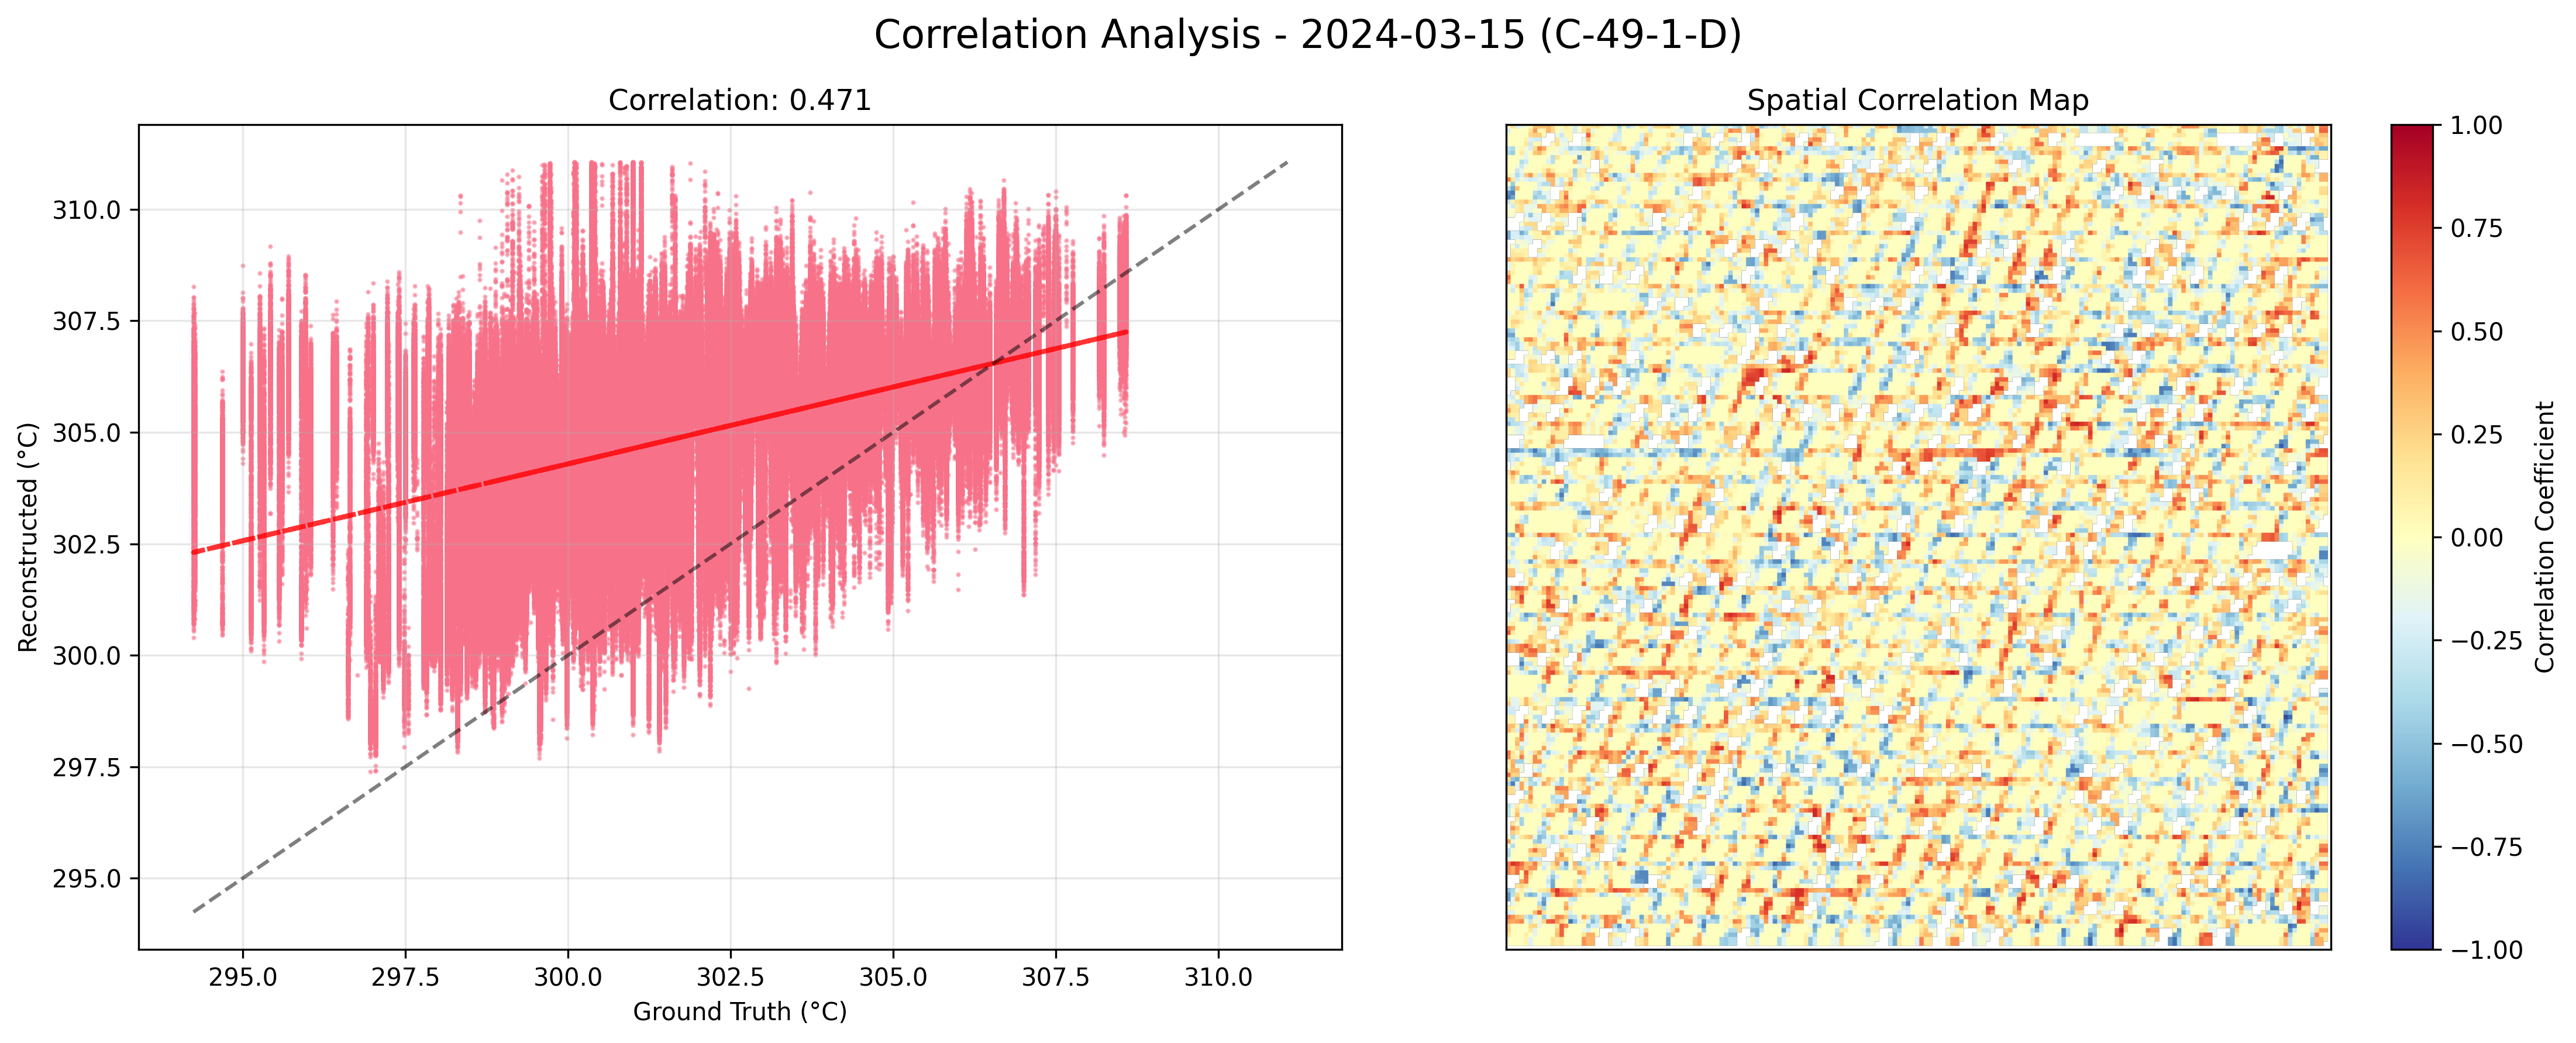 Correlation Analysis - 2024-03-15 (C-49-1-D)
Correlation: 0.471
310.0
307.5
305.0
302.5
300.0
297.5
295.0
Reconstructed (°C)
295.0 297.5 300.0 302.5 305.0 307.5 310.0
Ground Truth (°C)
Spatial Correlation Map
1.00
0.75
0.50
0.25
0.00
−0.25
−0.50
−0.75
−1.00
Correlation Coefficient